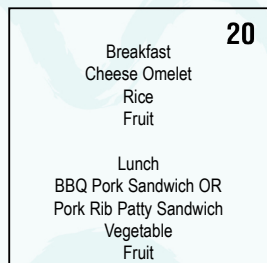 20
Breakfast
Cheese Omelet
Rice
Fruit
Lunch
BBQ Pork Sandwich OR
Pork Rib Patty Sandwich
Vegetable
Fruit